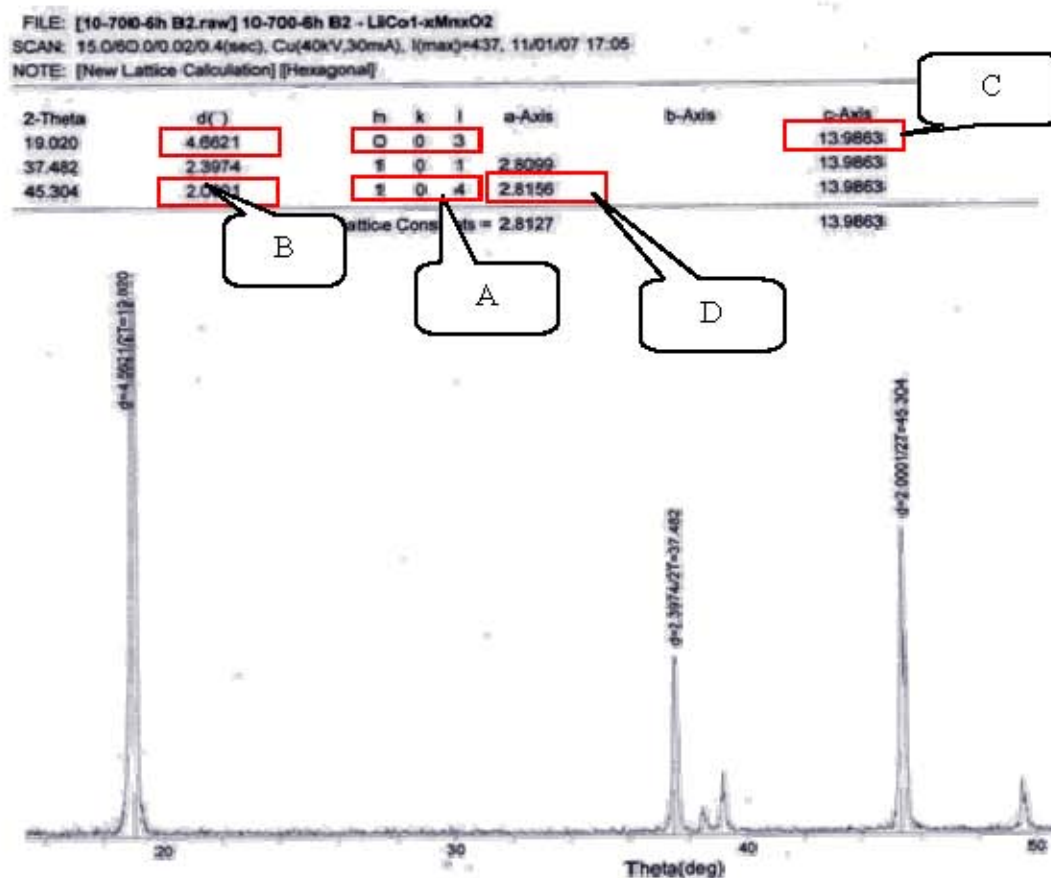 FILE: [10-700-6h B2.raw] 10-700-6h B2 - LiCo1-xMnxO2
SCAN: 15.0/60.0/0.02/0.4(sec), Cu(40kV,30mA), I(max)=437, 11/01/07 17:05
NOTE: [New Lattice Calculation] [Hexagonal]
C
2-Theta d( ) h k l a-Axis b-Axis c-Axis
19.020 4.6621 0 0 3 13.9863
37.482 2.3974 1 0 1 2.8099 13.9863
45.304 1 0 4 2.8156 13.9863
= 2.8127 13.9863
B
A
D
d=4.6621/2T=19.020
d=2.3974/2T=37.482
d=2.0001/2T=45.304
20 30 40 50
Theta(deg)